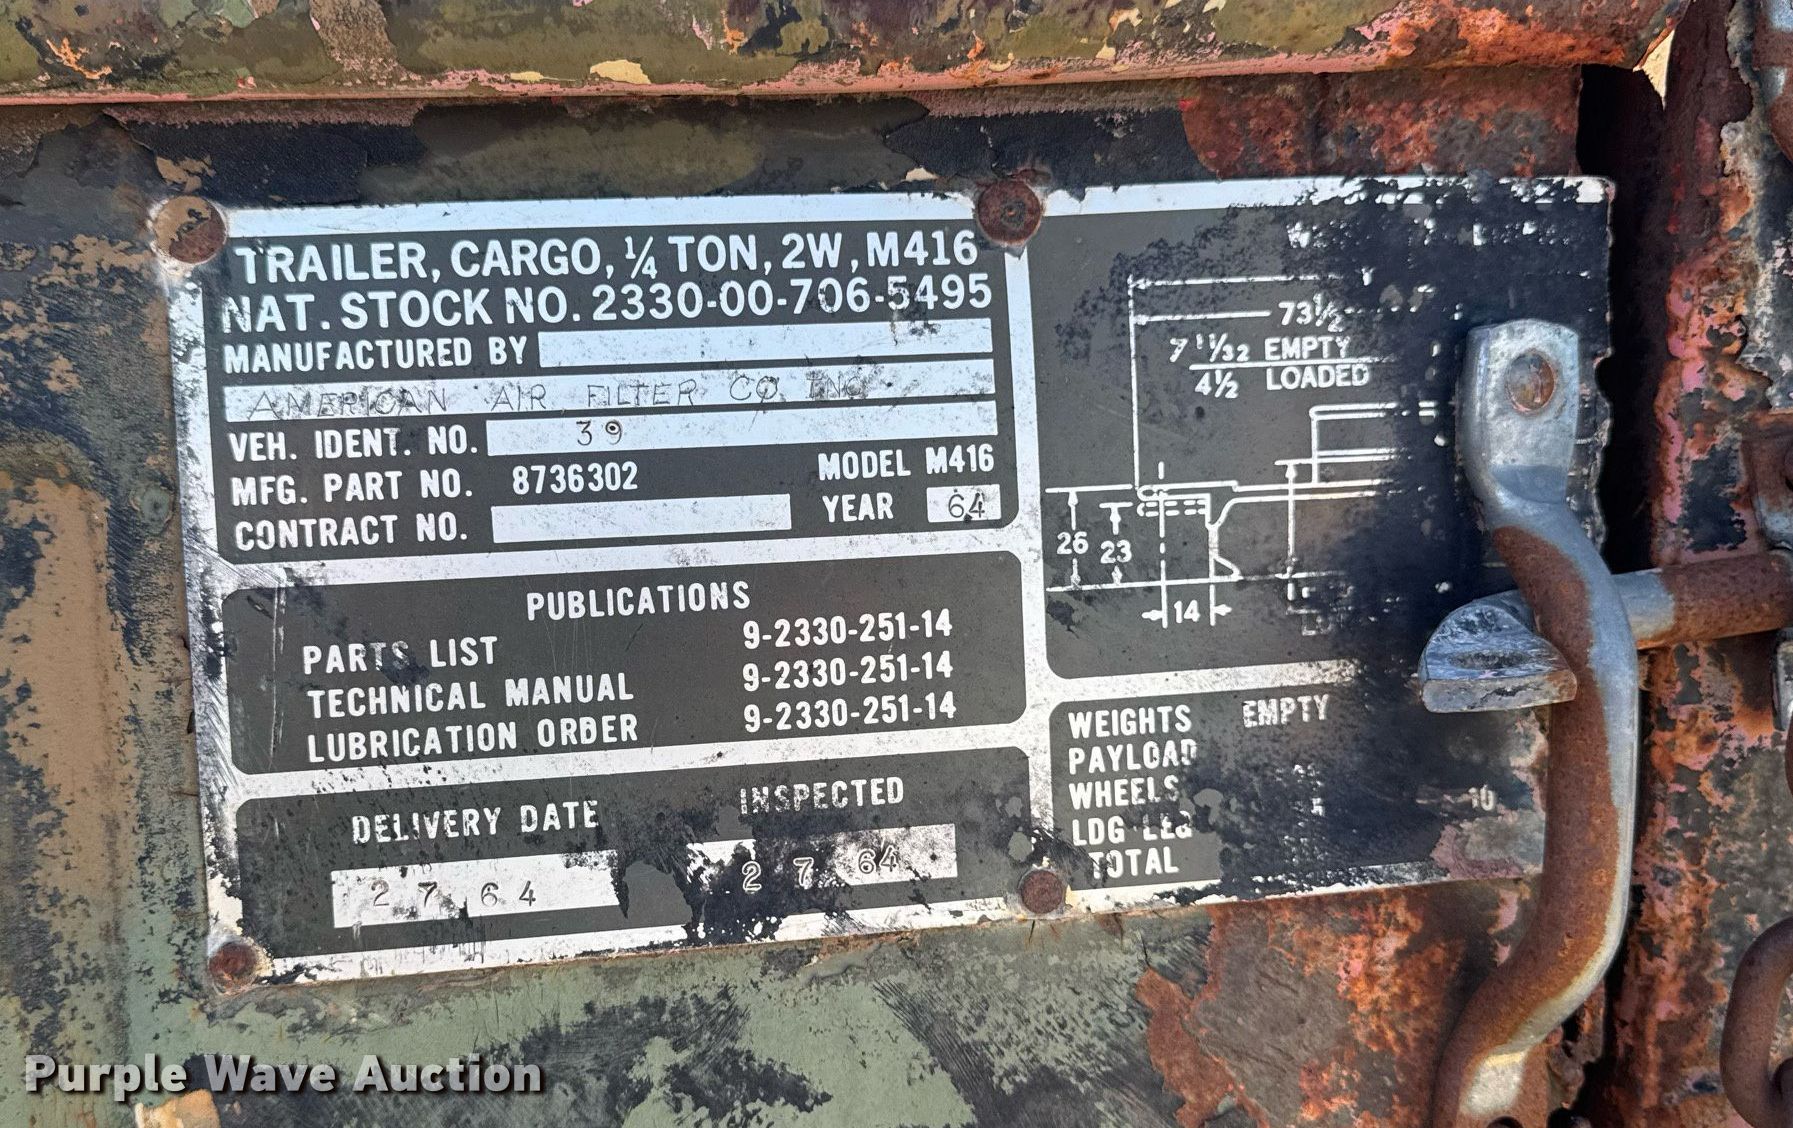 TRAILER, CARGO, ¼ TON, 2W, M416
NAT. STOCK NO. 2330-00-706-5495
MANUFACTURED BY
AMERICAN AIR FILTER CO INC
VEH. IDENT. NO. 39
MFG. PART NO. 8736302 MODEL M416
CONTRACT NO. YEAR 64
PUBLICATIONS
PARTS LIST 9-2330-251-14
TECHNICAL MANUAL 9-2330-251-14
LUBRICATION ORDER 9-2330-251-14
DELIVERY DATE INSPECTED
2 7 64 2 7 64
73½
7 11/32 EMPTY
4½ LOADED
26 23
14
WEIGHTS EMPTY
PAYLOAD
WHEELS
LDG LEG
TOTAL
Purple Wave Auction